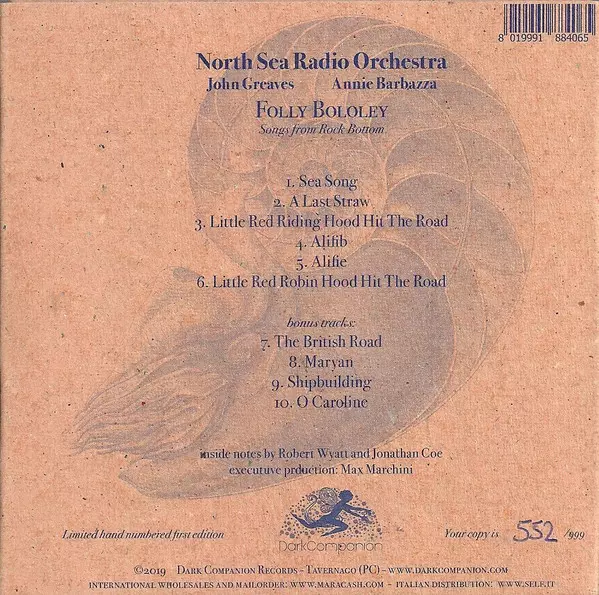 8 019991 884065
North Sea Radio Orchestra
John Greaves Annie Barbazza
Folly Bololey
Songs from Rock Bottom
1. Sea Song
2. A Last Straw
3. Little Red Riding Hood Hit The Road
4. Alifib
5. Alifie
6. Little Red Robin Hood Hit The Road
bonus tracks:
7. The British Road
8. Maryan
9. Shipbuilding
10. O Caroline
inside notes by Robert Wyatt and Jonathan Coe
executuve prduction: Max Marchini
DarkCompanion
Limited hand numbered first edition
Your copy is 552 /999
©2019 Dark Companion Records – Tavernago (PC) – www.darkcompanion.com
international wholesales and mailorder: www.maracash.com – italian distribution: www.self.it